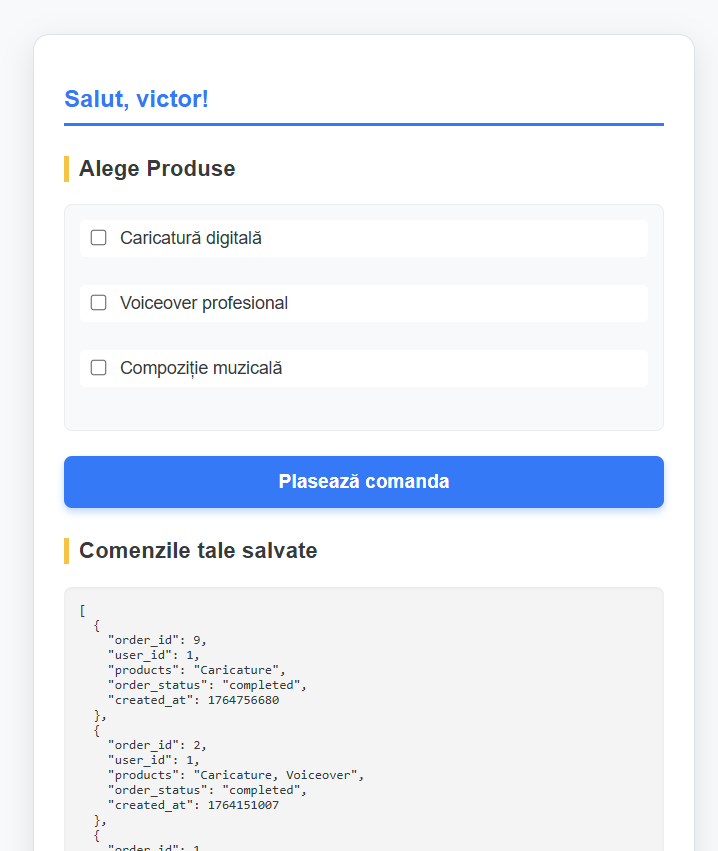 Salut, victor!
Alege Produse
Caricatură digitală
Voiceover profesional
Compoziție muzicală
Plasează comanda
Comenzile tale salvate
[
  {
    "order_id": 9,
    "user_id": 1,
    "products": "Caricature",
    "order_status": "completed",
    "created_at": 1764756680
  },
  {
    "order_id": 2,
    "user_id": 1,
    "products": "Caricature, Voiceover",
    "order_status": "completed",
    "created_at": 1764151007
  },
  {
    "order_id": 1,